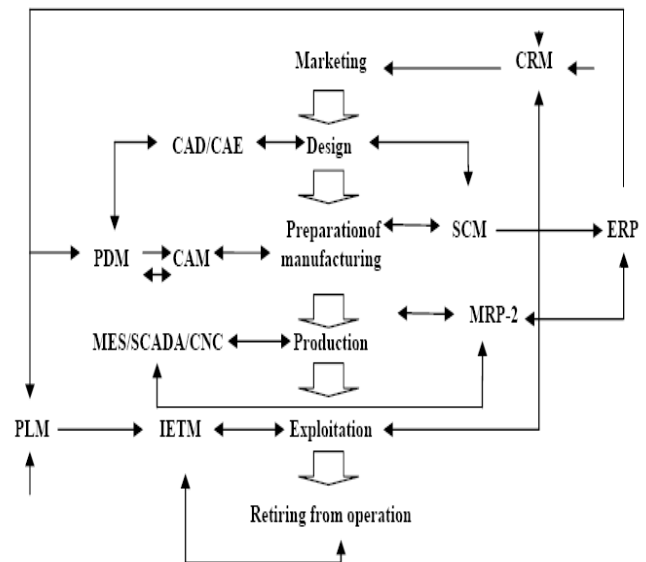 Marketing
CRM
CAD/CAE
Design
Preparationof
manufacturing
SCM
ERP
PDM
CAM
MRP-2
MES/SCADA/CNC
Production
PLM
IETM
Exploitation
Retiring from operation